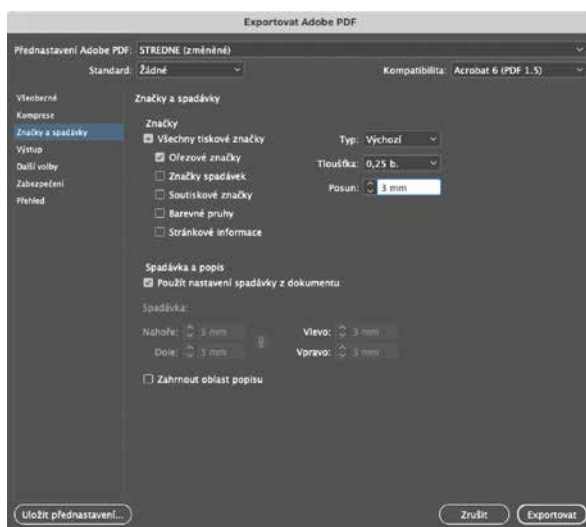 Exportovat Adobe PDF
Přednastavení Adobe PDF: STREDNE (změněné)
Standard: Žádné Kompatibilita: Acrobat 6 (PDF 1.5)
Všeobecné
Komprese
Značky a spadávky
Výstup
Další volby
Zabezpečení
Přehled
Značky a spadávky
Značky
Všechny tiskové značky Typ: Výchozí
Ořezové značky Tloušťka: 0,25 b.
Značky spadávek Posun: 3 mm
Soutiskové značky
Barevné pruhy
Stránkové informace
Spadávka a popis
Použít nastavení spadávky z dokumentu
Spadávka:
Nahoře: 3 mm Vlevo: 3 mm
Dole: 3 mm Vpravo: 3 mm
Zahrnout oblast popisu
Uložit přednastavení... Zrušit Exportovat